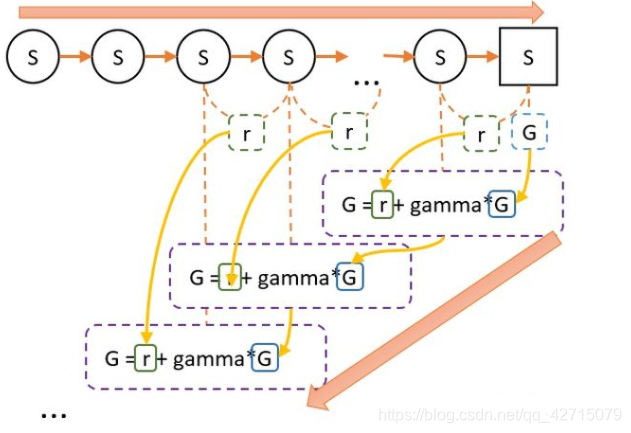 S S S S ... S S
r r r G
G = r + gamma*G
G = r + gamma*G
G = r + gamma*G
...
https://blog.csdn.net/qq_42715079